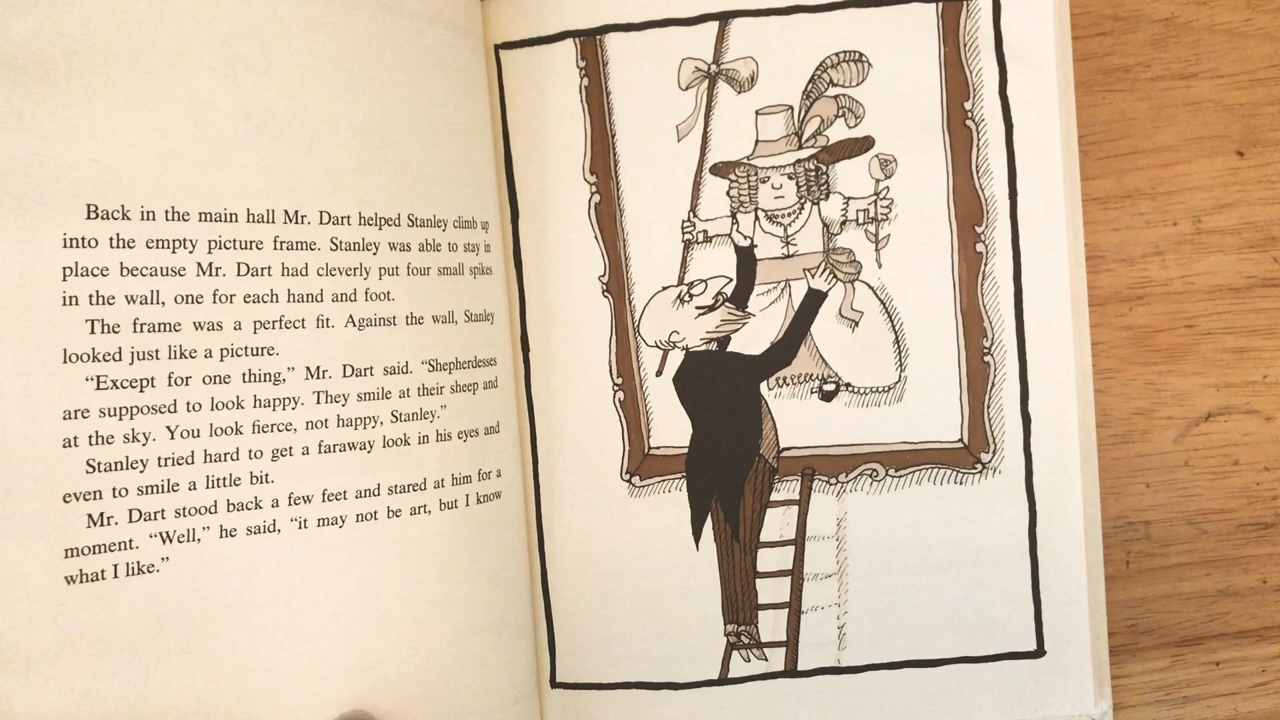 Back in the main hall Mr. Dart helped Stanley climb up
into the empty picture frame. Stanley was able to stay in
place because Mr. Dart had cleverly put four small spikes
in the wall, one for each hand and foot.
The frame was a perfect fit. Against the wall, Stanley
looked just like a picture.
“Except for one thing,” Mr. Dart said. “Shepherdesses
are supposed to look happy. They smile at their sheep and
at the sky. You look fierce, not happy, Stanley.”
Stanley tried hard to get a faraway look in his eyes and
even to smile a little bit.
Mr. Dart stood back a few feet and stared at him for a
moment. “Well,” he said, “it may not be art, but I know
what I like.”